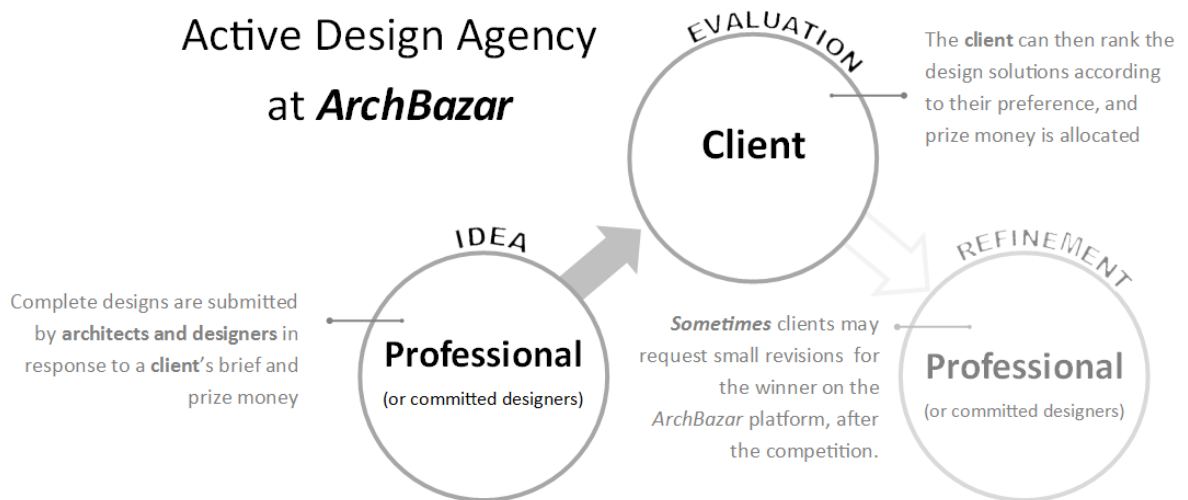 Active Design Agency
at ArchBazar
EVALUATION
Client
The client can then rank the
design solutions according
to their preference, and
prize money is allocated
IDEA
Professional
(or committed designers)
Complete designs are submitted
by architects and designers in
response to a client's brief and
prize money
REFINEMENT
Professional
(or committed designers)
Sometimes clients may
request small revisions for
the winner on the
ArchBazar platform, after
the competition.